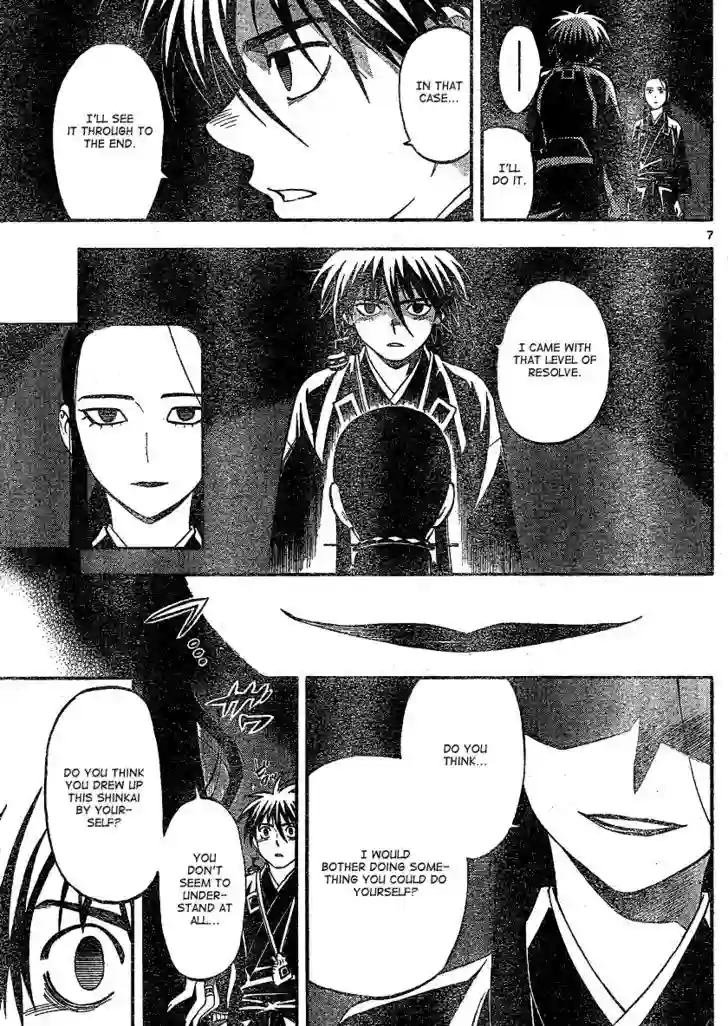 I'LL
DO IT.
IN THAT
CASE...
I'LL SEE
IT THROUGH TO
THE END.
7
I CAME WITH
THAT LEVEL OF
RESOLVE.
DO YOU
THINK...
I WOULD
BOTHER DOING SOME-
THING YOU COULD DO
YOURSELF?
YOU
DON'T
SEEM TO
UNDER-
STAND AT
ALL...
DO YOU THINK
YOU DREW UP
THIS SHINKAI
BY YOUR-
SELF?